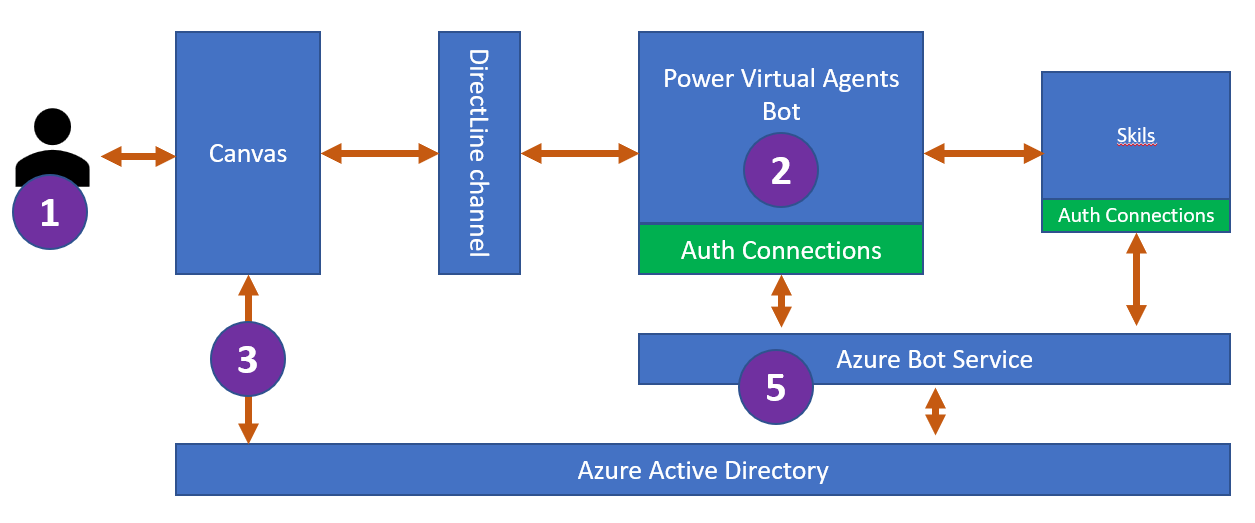 Canvas
DirectLine channel
Power Virtual Agents
Bot
2
Auth Connections
Skils
Auth Connections
1
3
5
Azure Bot Service
Azure Active Directory